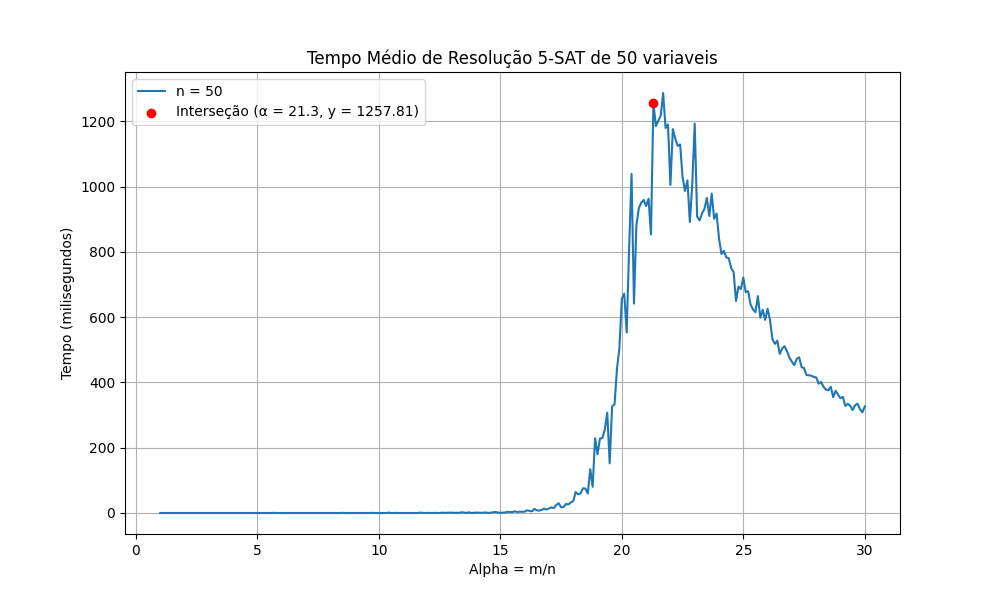 Tempo Médio de Resolução 5-SAT de 50 variaveis
n = 50
Interseção (α = 21.3, y = 1257.81)
Tempo (milisegundos)
1200
1000
800
600
400
200
0
0 5 10 15 20 25 30
Alpha = m/n